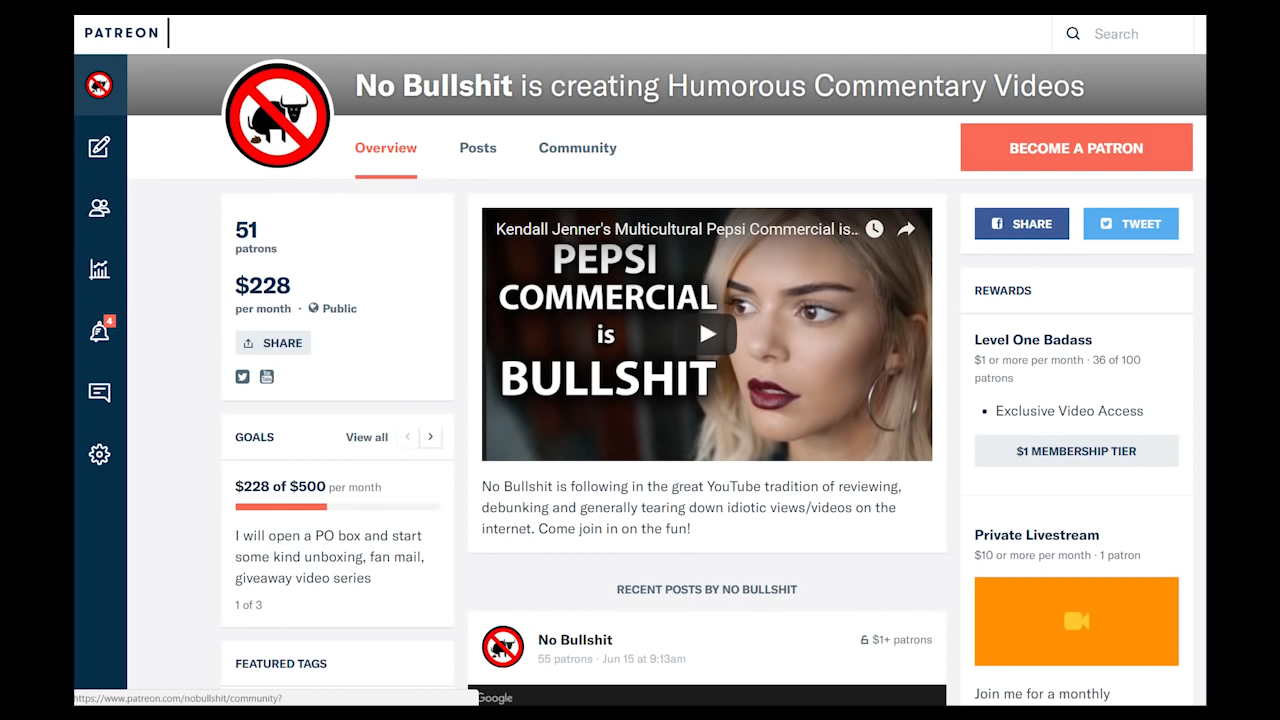 PATREON
Search
No Bullshit is creating Humorous Commentary Videos
Overview
Posts
Community
BECOME A PATRON
51
patrons
$228
per month · Public
SHARE
GOALS
View all
$228 of $500 per month
I will open a PO box and start
some kind unboxing, fan mail,
giveaway video series
1 of 3
FEATURED TAGS
Kendall Jenner's Multicultural Pepsi Commercial is...
PEPSI
COMMERCIAL
is
BULLSHIT
No Bullshit is following in the great YouTube tradition of reviewing,
debunking and generally tearing down idiotic views/videos on the
internet. Come join in on the fun!
RECENT POSTS BY NO BULLSHIT
No Bullshit
55 patrons · Jun 15 at 9:13am
$1+ patrons
Google
SHARE
TWEET
REWARDS
Level One Badass
$1 or more per month · 36 of 100
patrons
• Exclusive Video Access
$1 MEMBERSHIP TIER
Private Livestream
$10 or more per month · 1 patron
Join me for a monthly
4
https://www.patreon.com/nobullshit/community?